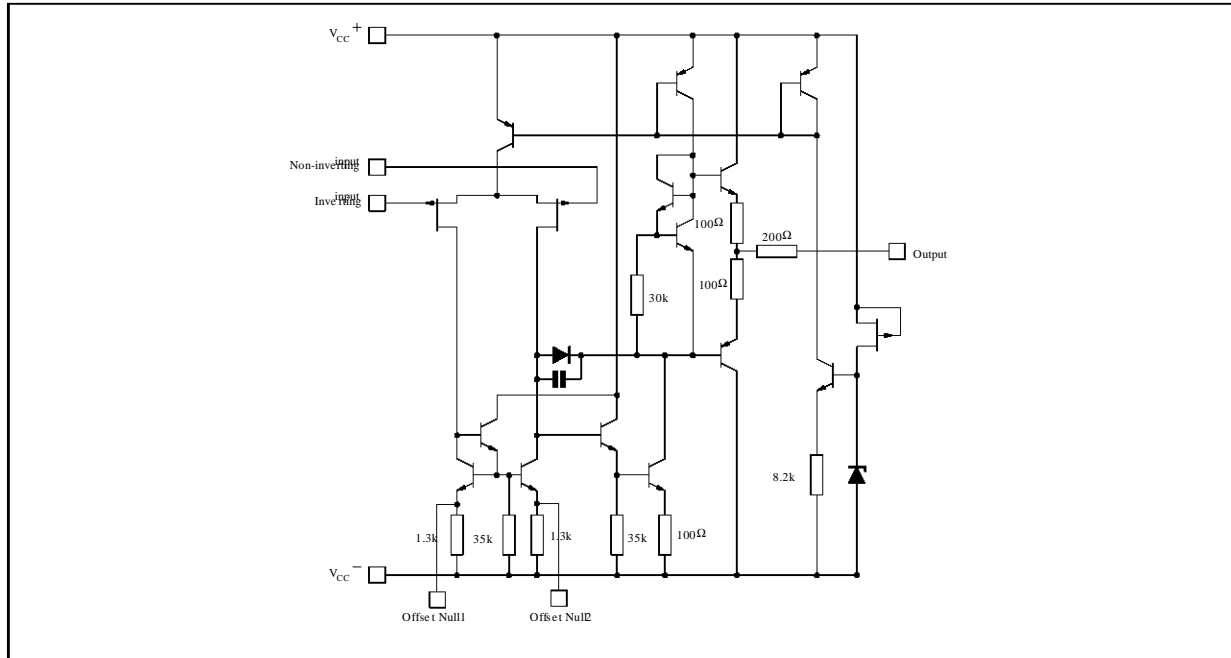 VCC+
Non-inverting input
Inverting input
100Ω
200Ω
Output
100Ω
30k
8.2k
1.3k
35k
1.3k
35k
100Ω
VCC−
Offset Null1
Offset Null2